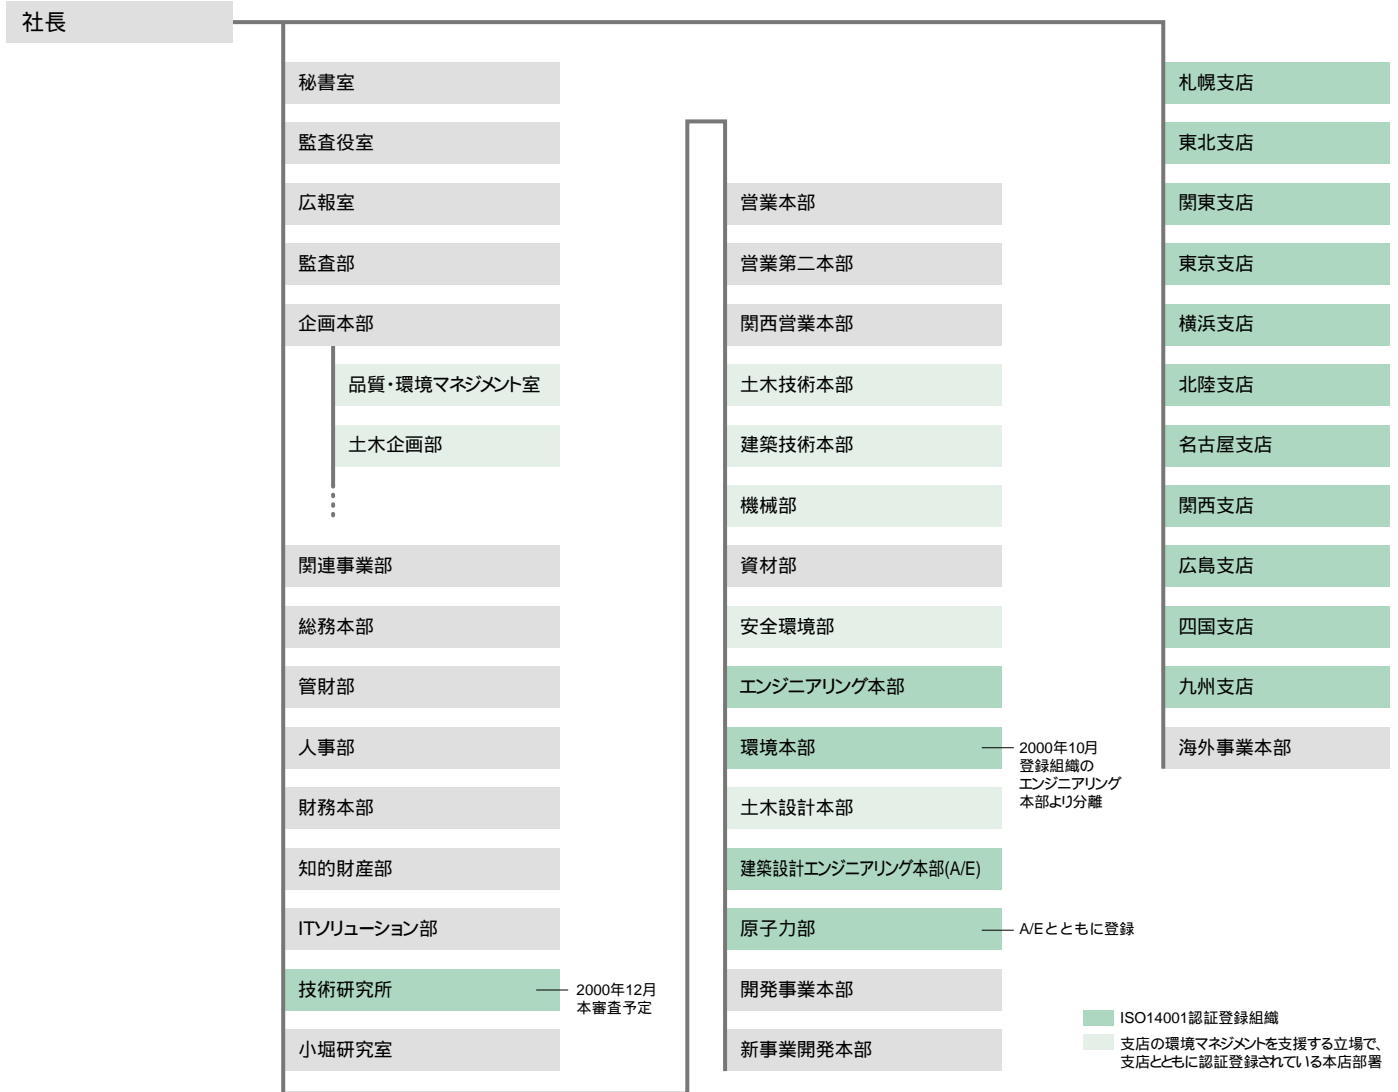 社長
秘書室
監査役室
広報室
監査部
企画本部
品質・環境マネジメント室
土木企画部
関連事業部
総務本部
管財部
人事部
財務本部
知的財産部
ITソリューション部
技術研究所
2000年12月
本審査予定
小堀研究室
営業本部
営業第二本部
関西営業本部
土木技術本部
建築技術本部
機械部
資材部
安全環境部
エンジニアリング本部
環境本部
2000年10月
登録組織の
エンジニアリング
本部より分離
土木設計本部
建築設計エンジニアリング本部(A/E)
原子力部
A/Eとともに登録
開発事業本部
新事業開発本部
札幌支店
東北支店
関東支店
東京支店
横浜支店
北陸支店
名古屋支店
関西支店
広島支店
四国支店
九州支店
海外事業本部
ISO14001認証登録組織
支店の環境マネジメントを支援する立場で、
支店とともに認証登録されている本店部署